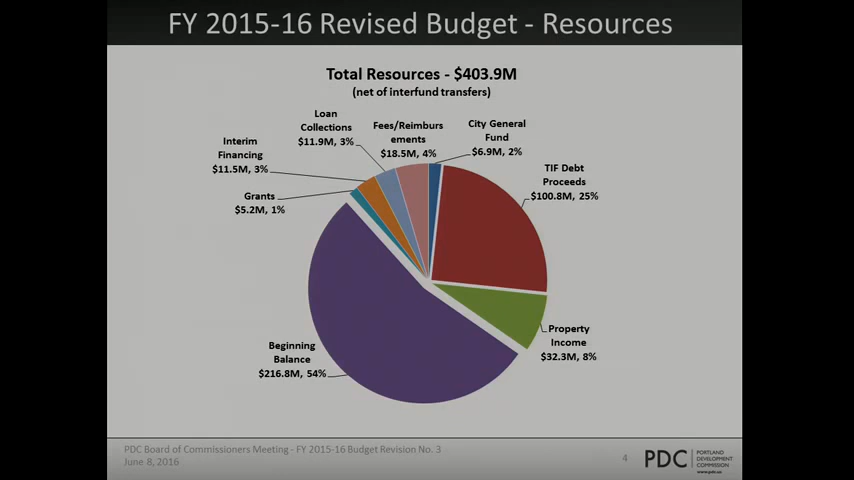 FY 2015-16 Revised Budget - Resources
Total Resources - $403.9M
(net of interfund transfers)
Loan
Collections
$11.9M, 3%
Fees/Reimburs
ements
$18.5M, 4%
City General
Fund
$6.9M, 2%
Interim
Financing
$11.5M, 3%
TIF Debt
Proceeds
$100.8M, 25%
Grants
$5.2M, 1%
Property
Income
$32.3M, 8%
Beginning
Balance
$216.8M, 54%
PDC Board of Commissioners Meeting - FY 2015-16 Budget Revision No. 3
June 8, 2016
4
PDC
PORTLAND
DEVELOPMENT
COMMISSION
www.pdc.us